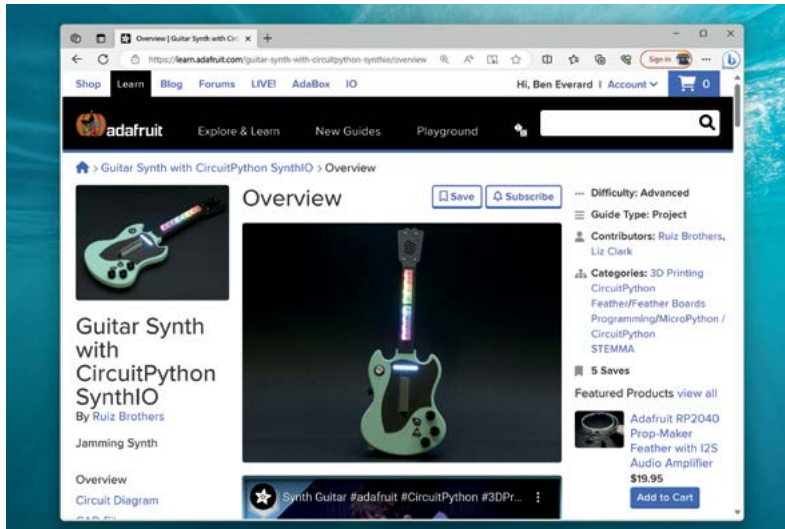 Overview | Guitar Synth with Circ
https://learn.adafruit.com/guitar-synth-with-circuitpython-synthio/overview
Sign in
Shop Learn Blog Forums LIVE! AdaBox IO
Hi, Ben Everard | Account
0
adafruit
Explore & Learn New Guides Playground
Guitar Synth with CircuitPython SynthIO > Overview
Guitar Synth
with
CircuitPython
SynthIO
By Ruiz Brothers
Jamming Synth
Overview
Circuit Diagram
Overview
Save
Subscribe
Synth Guitar #adafruit #CircuitPython #3DPr...
Difficulty: Advanced
Guide Type: Project
Contributors: Ruiz Brothers,
Liz Clark
Categories: 3D Printing
CircuitPython
Feather/Feather Boards
Programming/MicroPython /
CircuitPython
STEMMA
5 Saves
Featured Products view all
Adafruit RP2040
Prop-Maker
Feather with I2S
Audio Amplifier
$19.95
Add to Cart